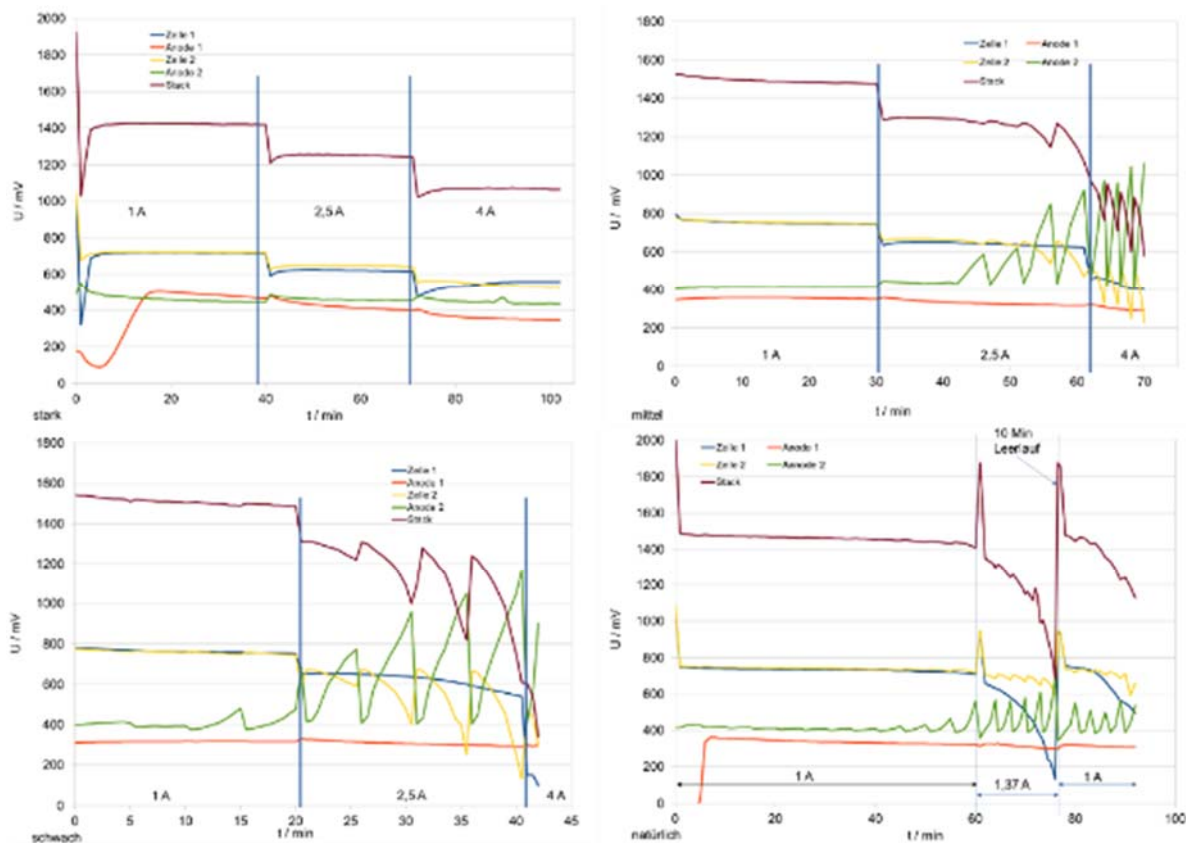 2000
1800
1600
1400
1200
1000
800
600
400
200
0
U / mV
Zelle 1
Anode 1
Zelle 2
Anode 2
Stack
1 A
2,5 A
4 A
0
20
40
60
80
100
t / min
stark
1800
1600
1400
1200
1000
800
600
400
200
0
U / mV
Zelle 1 Anode 1
Zelle 2 Anode 2
Stack
1 A
2,5 A
4 A
0
10
20
30
40
50
60
70
80
t / min
mittel
1800
1600
1400
1200
1000
800
600
400
200
0
U / mV
Zelle 1
Anode 1
Zelle 2
Anode 2
Stack
1 A
2,5 A
4 A
0
5
10
15
20
25
30
35
40
45
t / min
schwach
2000
1800
1600
1400
1200
1000
800
600
400
200
0
U / mV
Zelle 1 Anode 1
Zelle 2 Aanode 2
Stack
10 Min
Leerlauf
1 A
1,37 A
1 A
0
20
40
60
80
100
t / min
natürlich